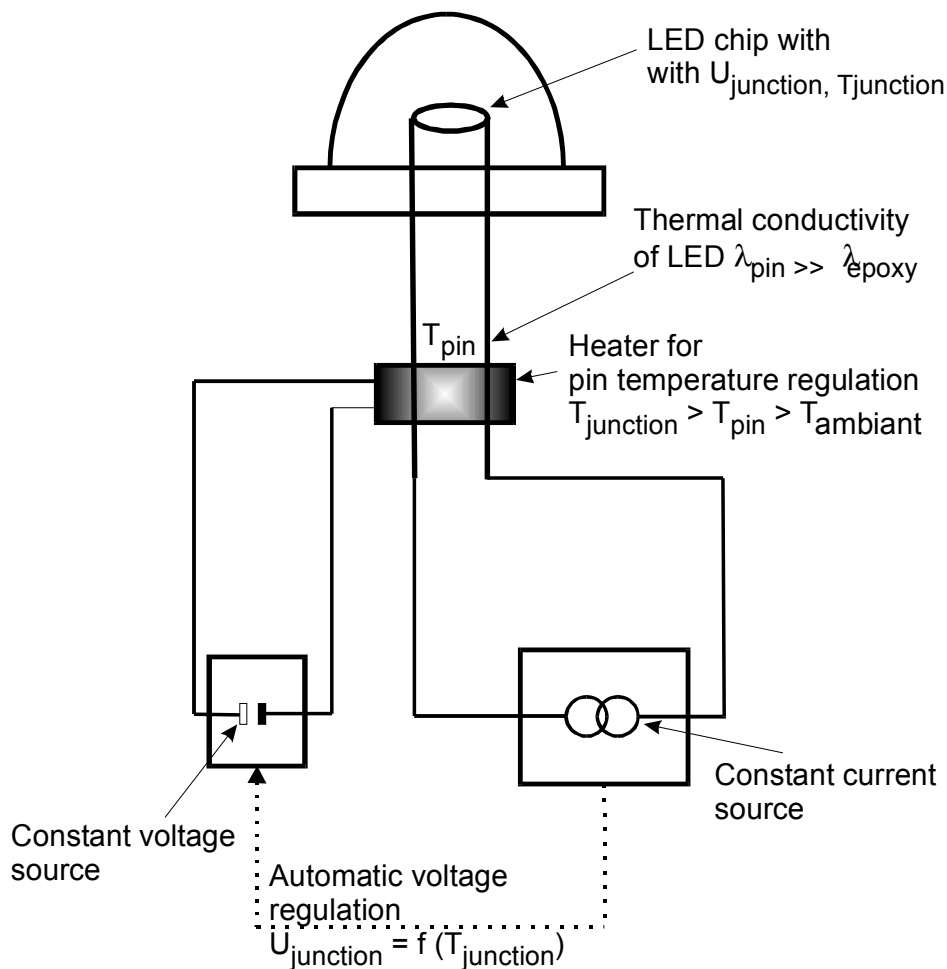 LED chip with
with U junction, Tjunction
Thermal conductivity
of LED λ pin >> λ epoxy
T pin
Heater for
pin temperature regulation
T junction > T pin > T ambiant
Constant current
source
Constant voltage
source
Automatic voltage
regulation
U junction = f (T junction)